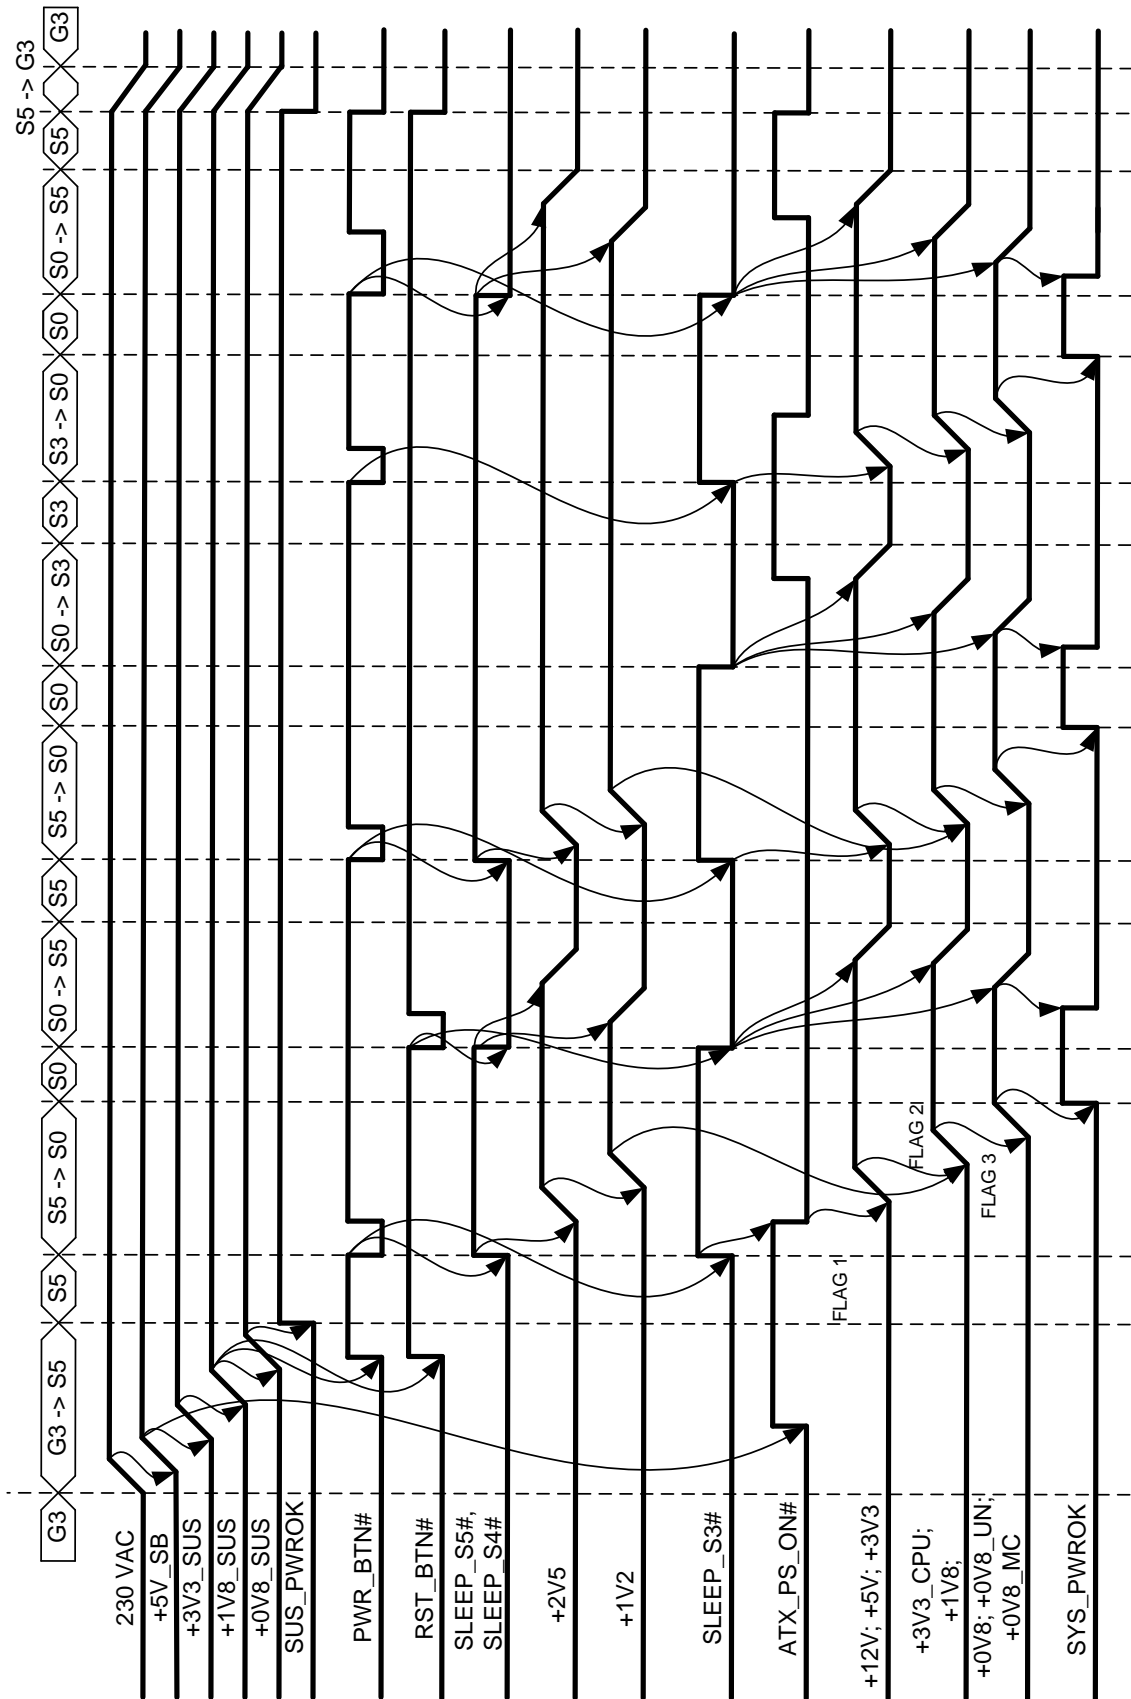 G3
G3 -> S5
S5
S5 -> S0
S0
S0 -> S5
S5
S5 -> S0
S0
S0 -> S3
S3
S3 -> S0
S0
S0 -> S5
S5
S5 -> G3
G3
230 VAC
+5V_SB
+3V3_SUS
+1V8_SUS
+0V8_SUS
SUS_PWROK
PWR_BTN#
RST_BTN#
SLEEP_S5#,
SLEEP_S4#
+2V5
+1V2
SLEEP_S3#
ATX_PS_ON#
FLAG 1
+12V; +5V; +3V3
FLAG 2
+3V3_CPU;
+1V8;
FLAG 3
+0V8; +0V8_UN;
+0V8_MC
SYS_PWROK